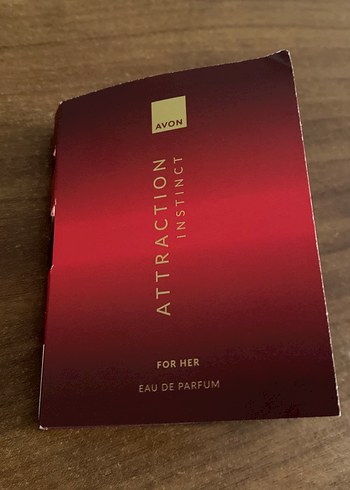 AVON
ATTRACTION
INSTINCT
FOR HER
EAU DE PARFUM